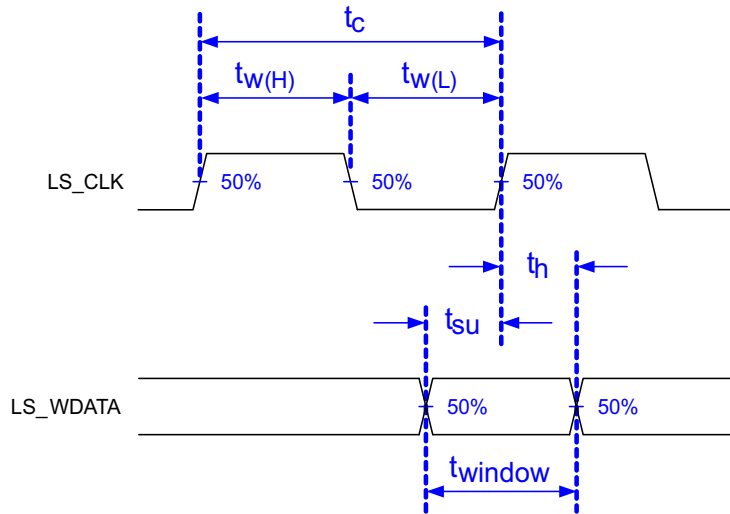 tc
tw(H) tw(L)
LS_CLK 50% 50% 50%
th
tsu
LS_WDATA 50% 50%
twindow